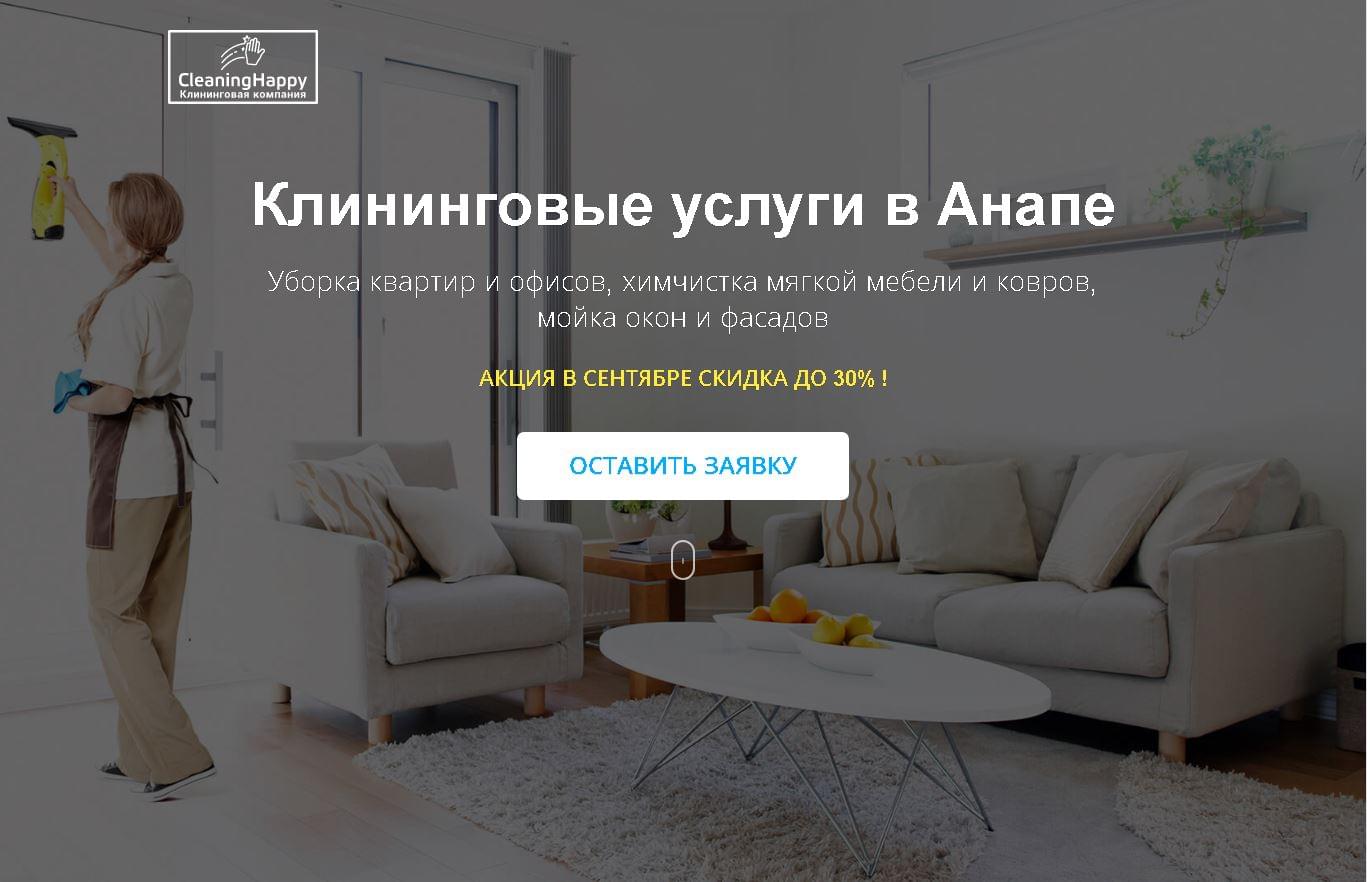 CleaningHappy
Клининговая компания
Клининговые услуги в Анапе
Уборка квартир и офисов, химчистка мягкой мебели и ковров,
мойка окон и фасадов
АКЦИЯ В СЕНТЯБРЕ СКИДКА ДО 30% !
ОСТАВИТЬ ЗАЯВКУ